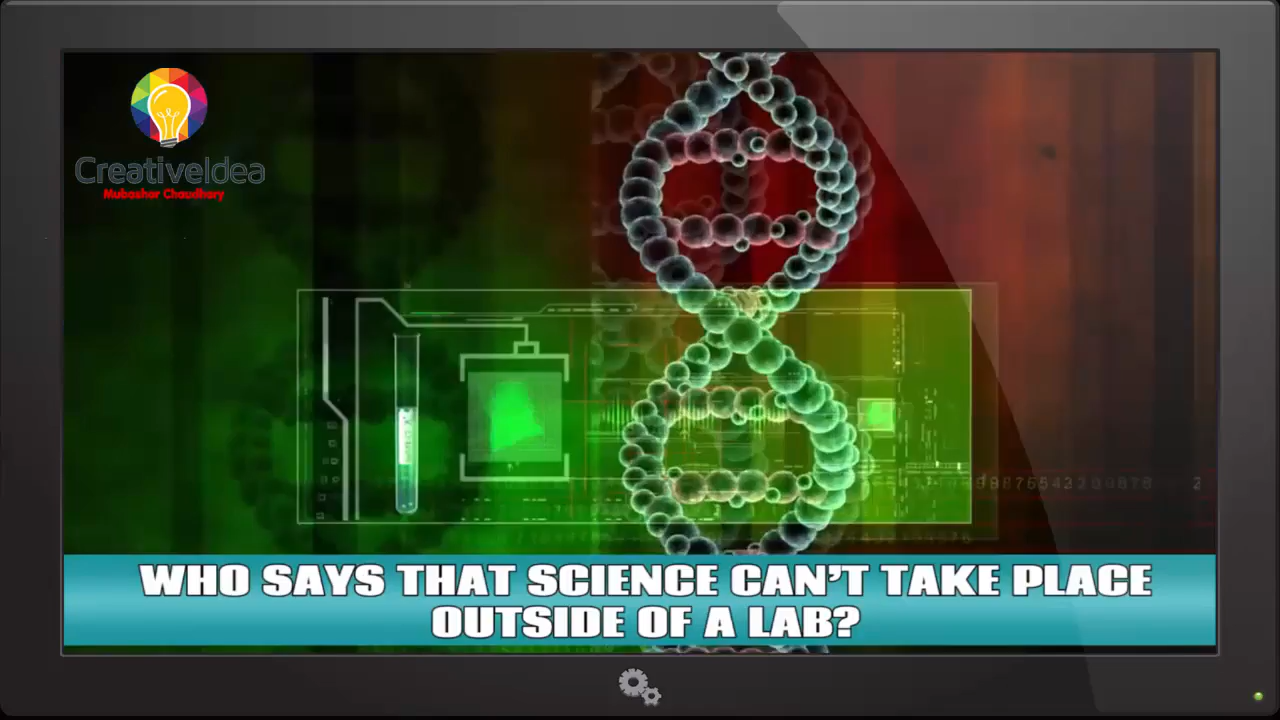 CreativeIdea
Mubashar Chaudhary
WHO SAYS THAT SCIENCE CAN'T TAKE PLACE
OUTSIDE OF A LAB?